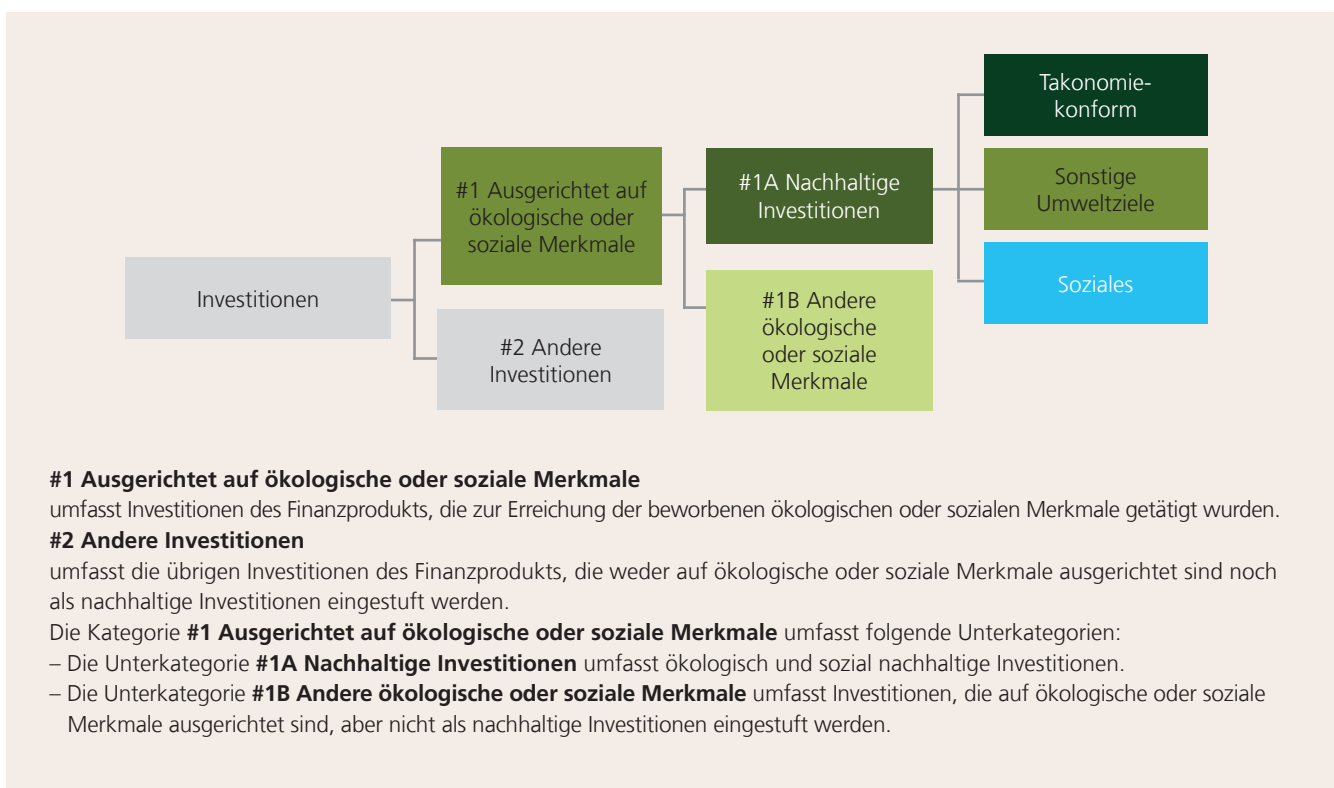 Takonomie-
konform
#1 Ausgerichtet auf
ökologische oder
soziale Merkmale
#1A Nachhaltige
Investitionen
Sonstige
Umweltziele
Investitionen
#2 Andere
Investitionen
#1B Andere
ökologische
oder soziale
Merkmale
Soziales
#1 Ausgerichtet auf ökologische oder soziale Merkmale
umfasst Investitionen des Finanzprodukts, die zur Erreichung der beworbenen ökologischen oder sozialen Merkmale getätigt wurden.
#2 Andere Investitionen
umfasst die übrigen Investitionen des Finanzprodukts, die weder auf ökologische oder soziale Merkmale ausgerichtet sind noch
als nachhaltige Investitionen eingestuft werden.
Die Kategorie #1 Ausgerichtet auf ökologische oder soziale Merkmale umfasst folgende Unterkategorien:
– Die Unterkategorie #1A Nachhaltige Investitionen umfasst ökologisch und sozial nachhaltige Investitionen.
– Die Unterkategorie #1B Andere ökologische oder soziale Merkmale umfasst Investitionen, die auf ökologische oder soziale
Merkmale ausgerichtet sind, aber nicht als nachhaltige Investitionen eingestuft werden.